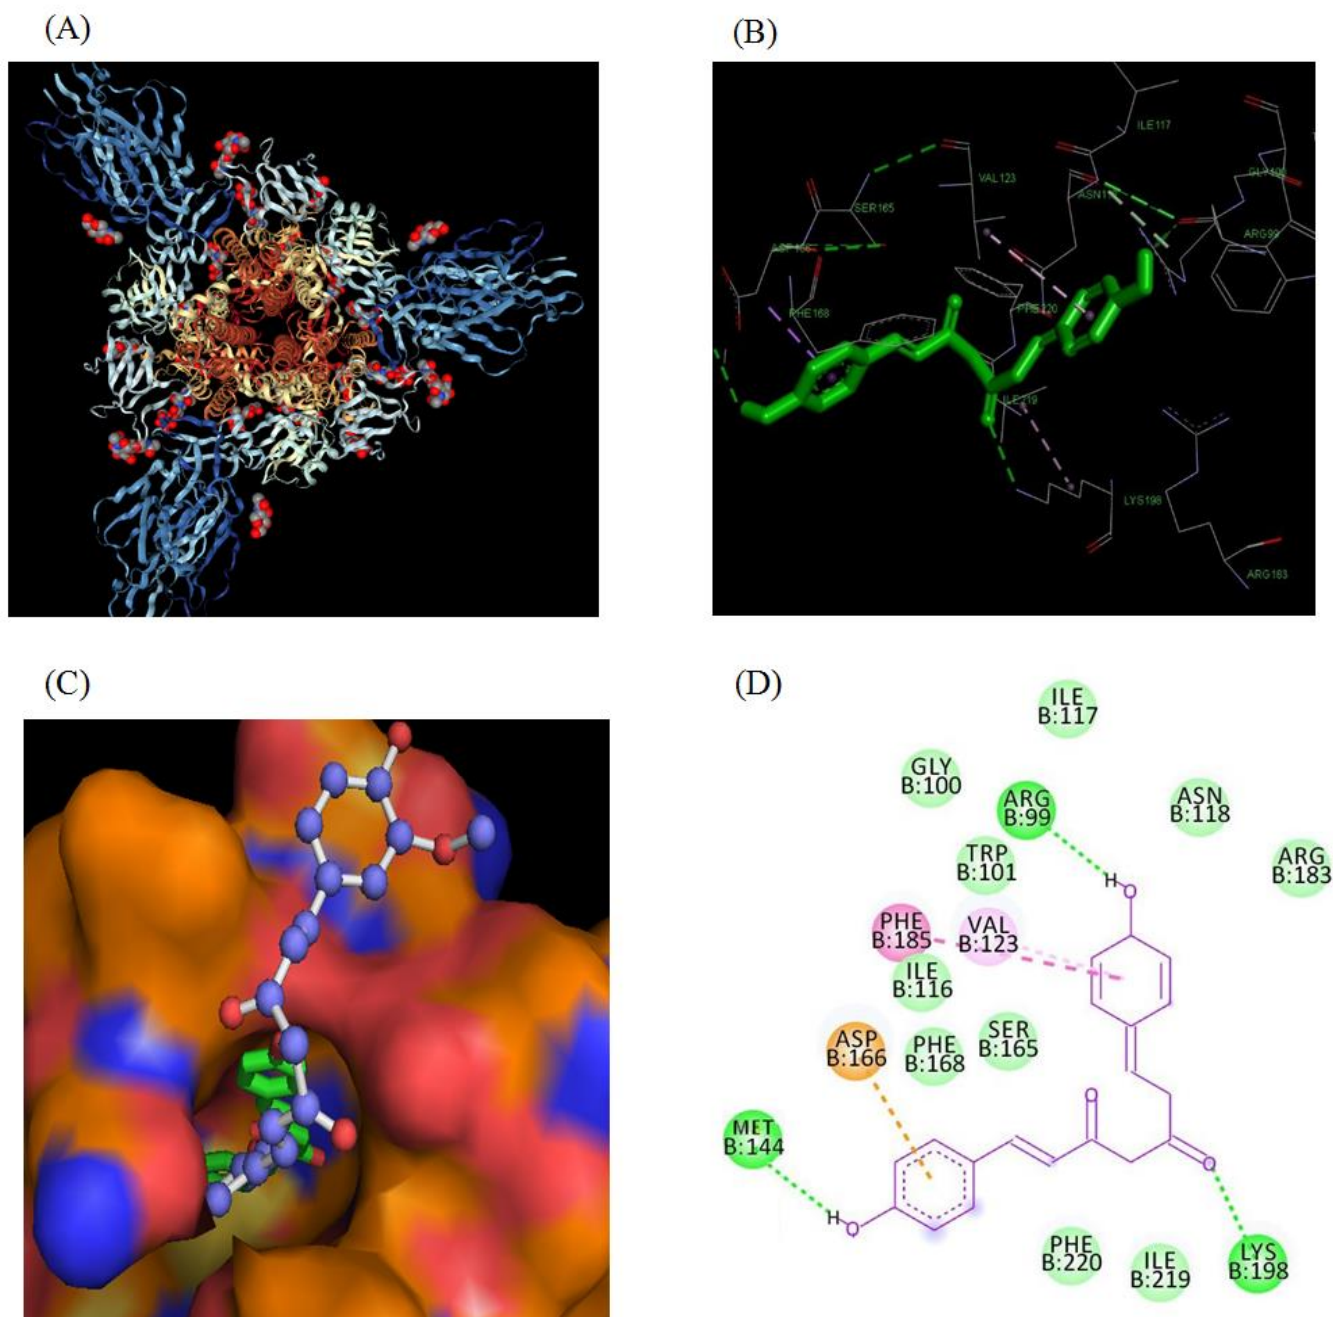 (A)
(B)
ILE117
VAL123
ASN11
SER165
ARG99
PHE168
PHE220
ILE219
LYS198
ARG183
(C)
(D)
ILE
B:117
GLY
B:100
ARG
B:99
ASN
B:118
TRP
B:101
ARG
B:183
PHE
B:185
VAL
B:123
ILE
B:116
ASP
B:166
PHE
B:168
SER
B:165
MET
B:144
PHE
B:220
ILE
B:219
LYS
B:198
H
O
O
O
H
O